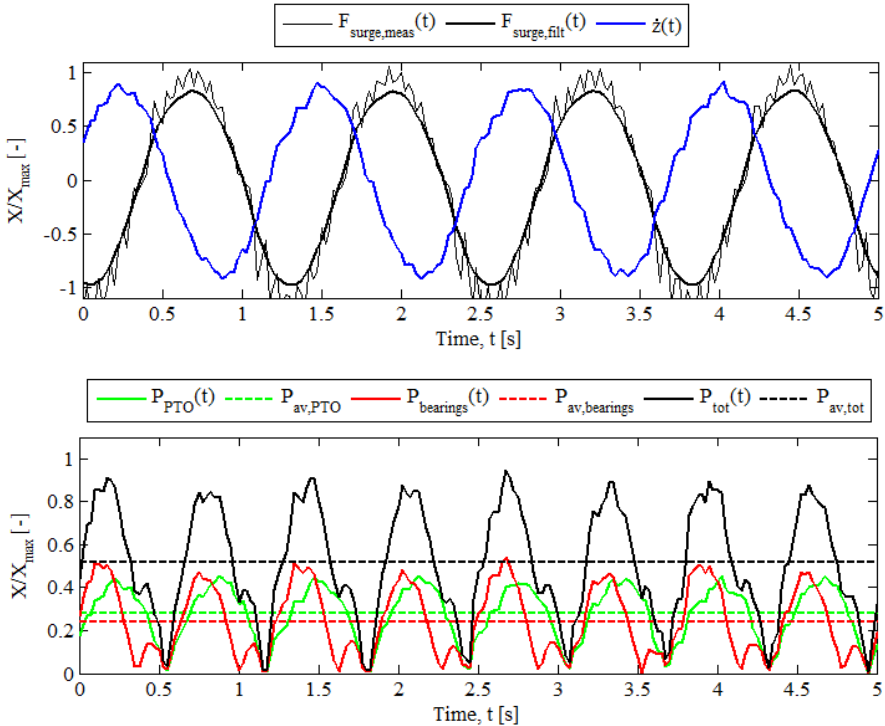 F_surge,meas(t) F_surge,filt(t) ż(t)
1
0.5
0
-0.5
-1
X/X_max [-]
0 0.5 1 1.5 2 2.5 3 3.5 4 4.5 5
Time, t [s]
P_PTO(t) P_av,PTO P_bearings(t) P_av,bearings P_tot(t) P_av,tot
1
0.8
0.6
0.4
0.2
0
X/X_max [-]
0 0.5 1 1.5 2 2.5 3 3.5 4 4.5 5
Time, t [s]